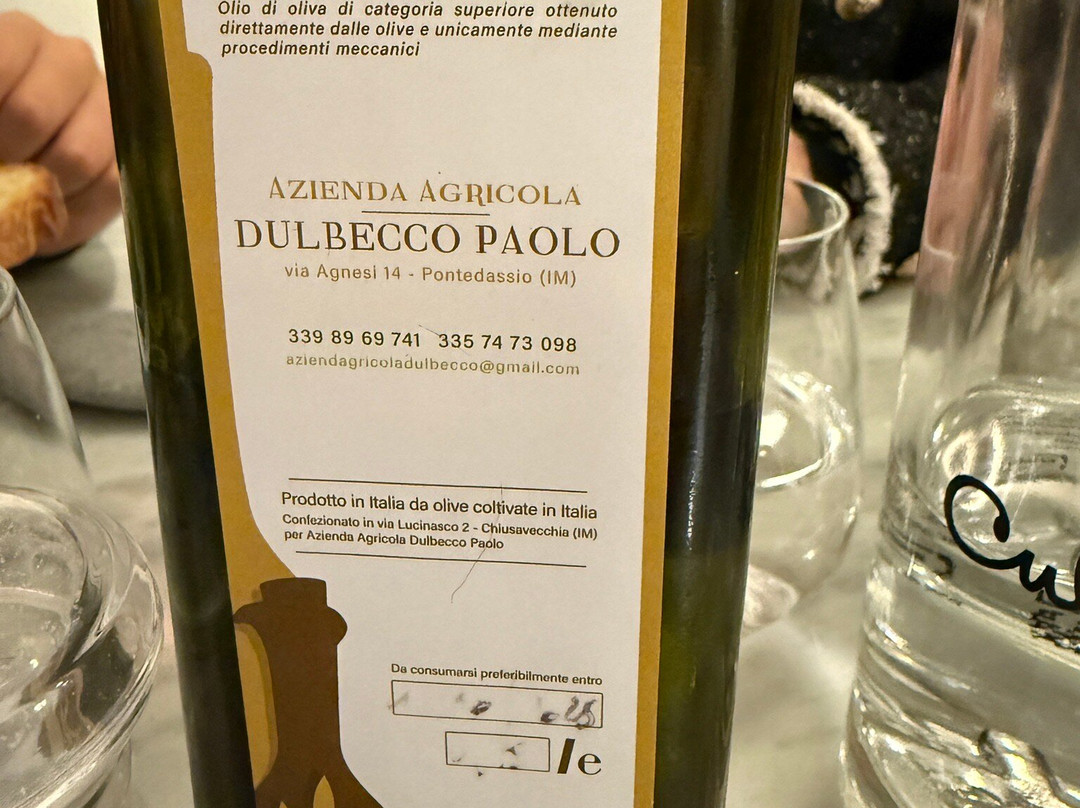 Olio di oliva di categoria superiore ottenuto
direttamente dalle olive e unicamente mediante
procedimenti meccanici
AZIENDA AGRICOLA
DULBECCO PAOLO
via Agnesi 14 - Pontedassio (IM)
339 89 69 741 335 74 73 098
aziendagricoladulbecco@gmail.com
Prodotto in Italia da olive coltivate in Italia
Confezionato in via Lucinasco 2 - Chiusavecchia (IM)
per Azienda Agricola Dulbecco Paolo
Da consumarsi preferibilmente entro
l e